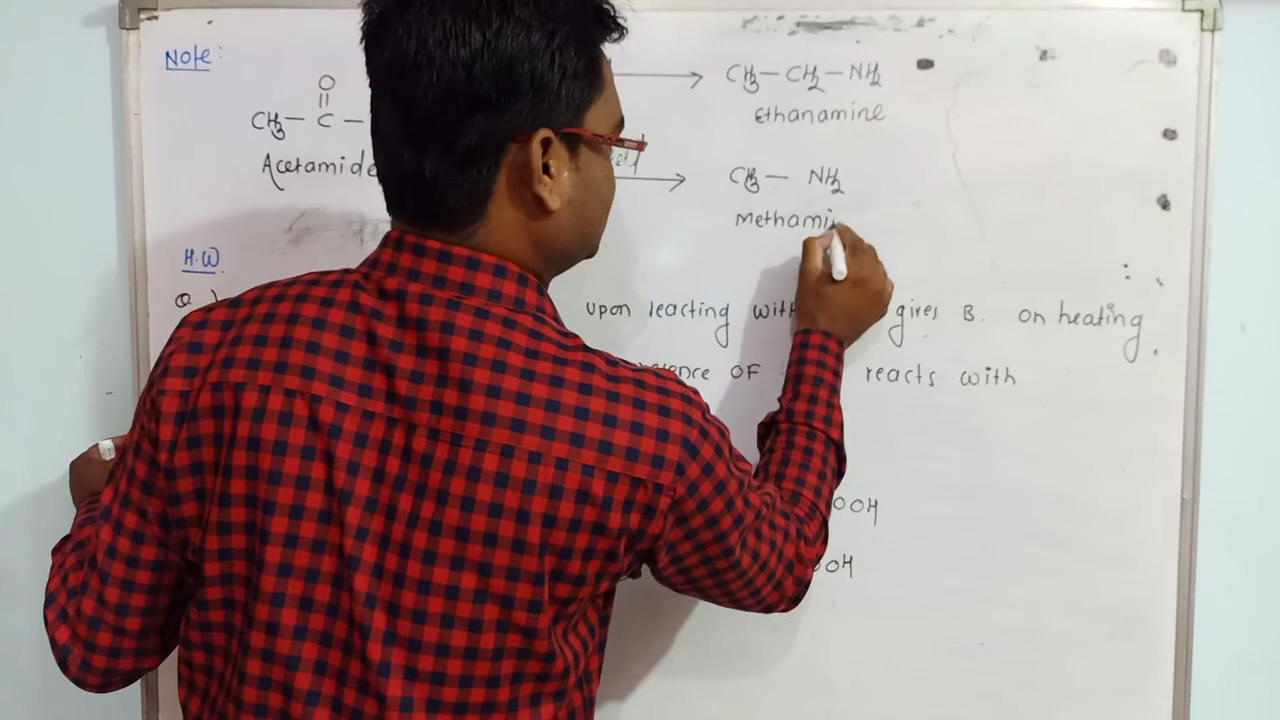 Note:
CH3 — CH2 — NH2
O
Ethanamine
CH3 — C —
Acetamide
CH3 — NH2
Methami
H.W
Q )
upon reacting with gives B. on heating
OF reacts with
OOH
OOH